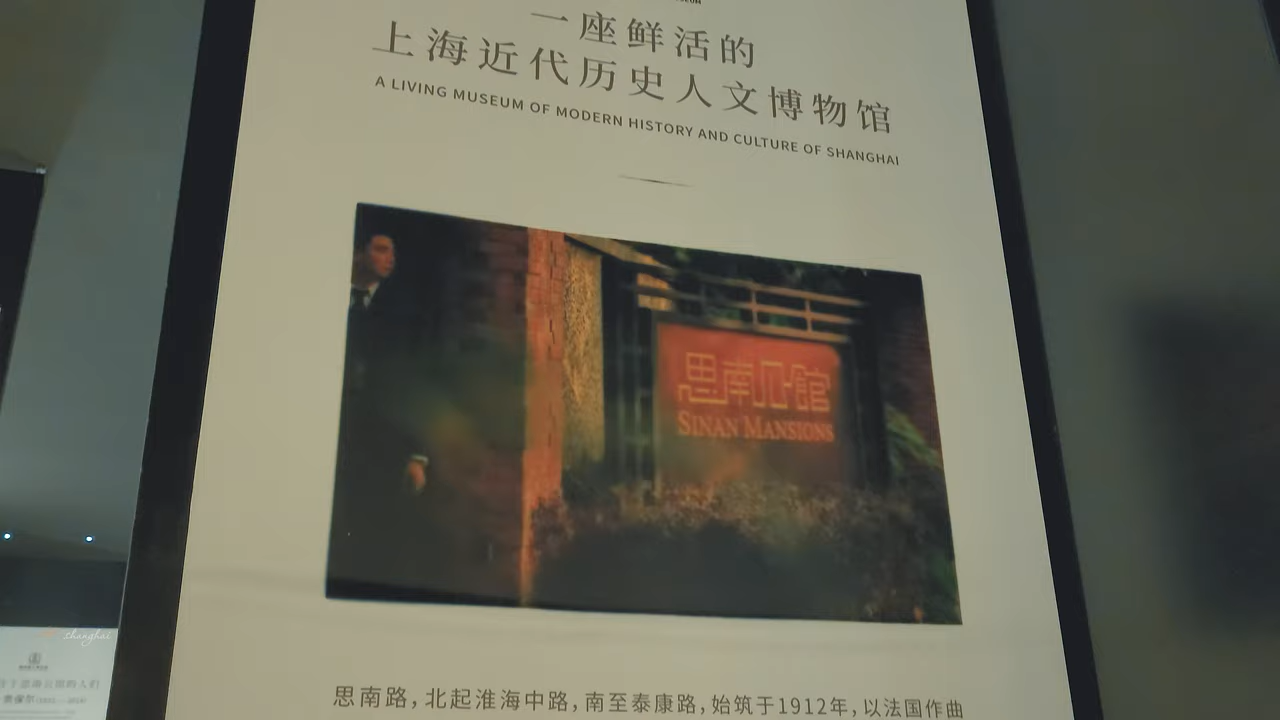 一座鲜活的
上海近代历史人文博物馆
A LIVING MUSEUM OF MODERN HISTORY AND CULTURE OF SHANGHAI
思南公館
SINAN MANSIONS
思南路，北起淮海中路，南至泰康路，始筑于1912年，以法国作曲
shanghai